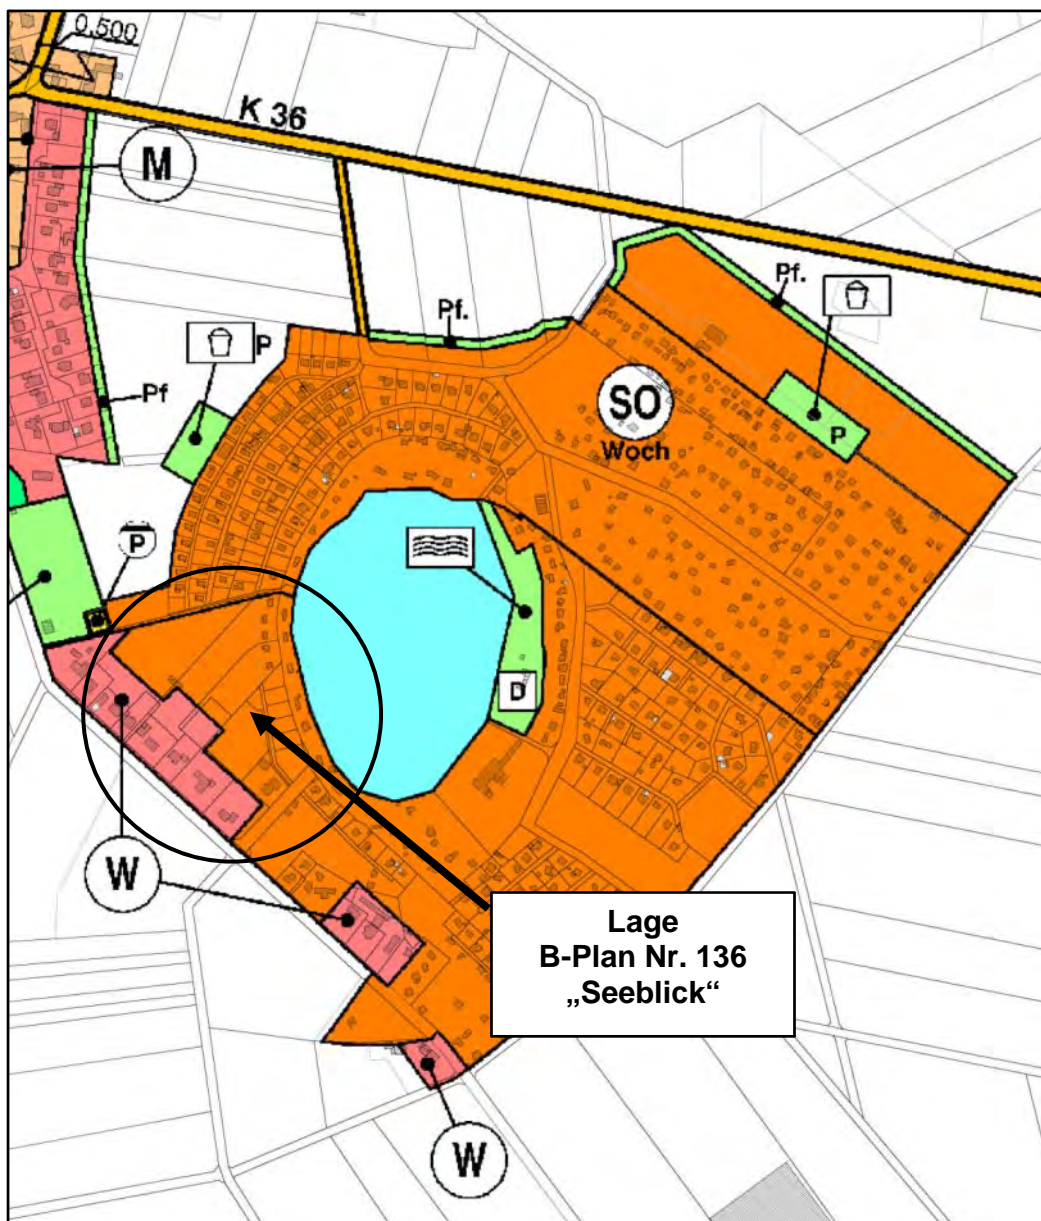 0.500
K 36
M
Pf.
Pf.
P
SO
Woch
Pf
P
P
D
W
Lage
B-Plan Nr. 136
„Seeblick“
W